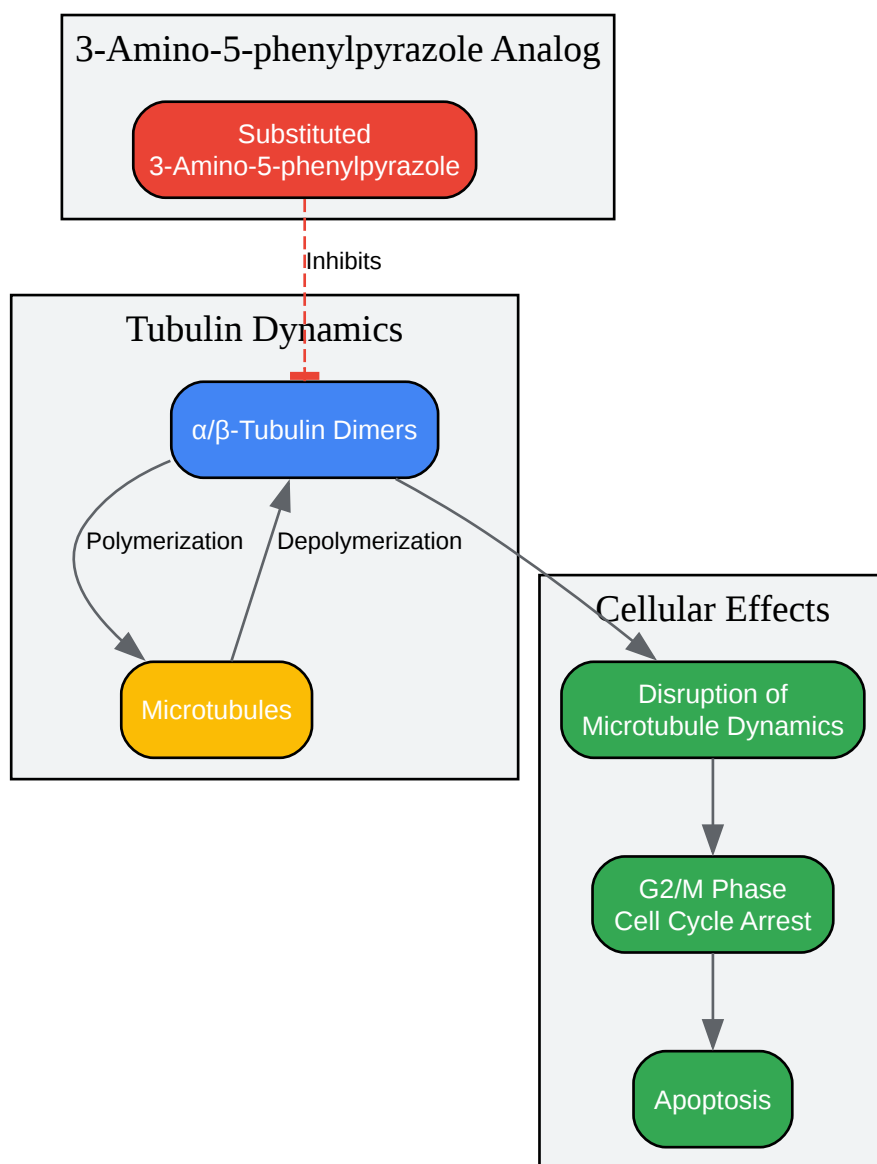 3-Amino-5-phenylpyrazole Analog
Substituted
3-Amino-5-phenylpyrazole
Inhibits
Tubulin Dynamics
α/β-Tubulin Dimers
Polymerization
Depolymerization
Microtubules
Cellular Effects
Disruption of
Microtubule Dynamics
G2/M Phase
Cell Cycle Arrest
Apoptosis